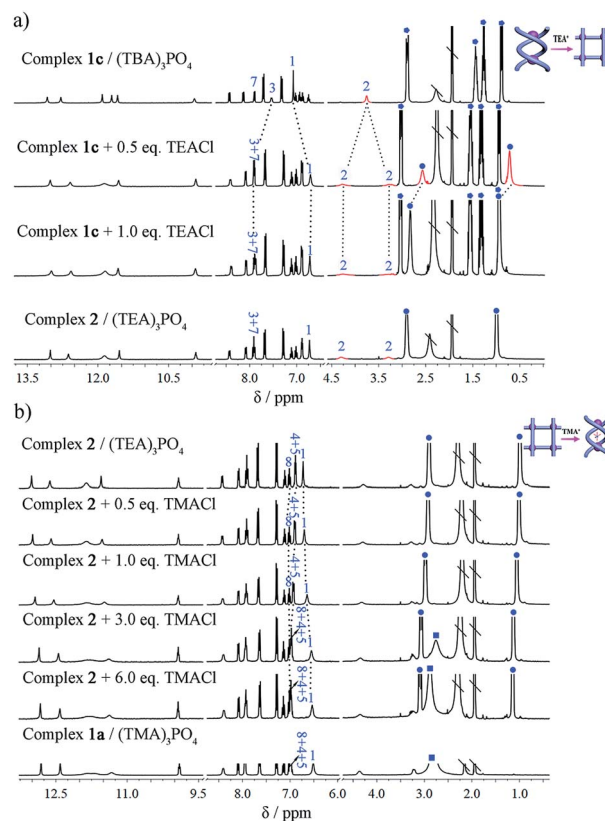 a)
TEA⁺
Complex 1c / (TBA)₃PO₄
7 3 1 2
Complex 1c + 0.5 eq. TEACl
3+7 1 2 2
Complex 1c + 1.0 eq. TEACl
3+7 1 2 2
Complex 2 / (TEA)₃PO₄
3+7 1 2 2
13.5 12.0 10.5 9.0 8.0 7.0 6.0 4.5 3.5 2.5 1.5 0.5
δ / ppm δ / ppm
b)
TMA⁺
Complex 2 / (TEA)₃PO₄
8 4+5 1
Complex 2 + 0.5 eq. TMACl
8 4+5 1
Complex 2 + 1.0 eq. TMACl
8 4+5 1
Complex 2 + 3.0 eq. TMACl
8+4+5 1
Complex 2 + 6.0 eq. TMACl
8+4+5 1
Complex 1a / (TMA)₃PO₄
8+4+5 1
12.5 11.0 9.5 8.0 7.0 6.0 4.0 3.0 2.0 1.0
δ / ppm δ / ppm